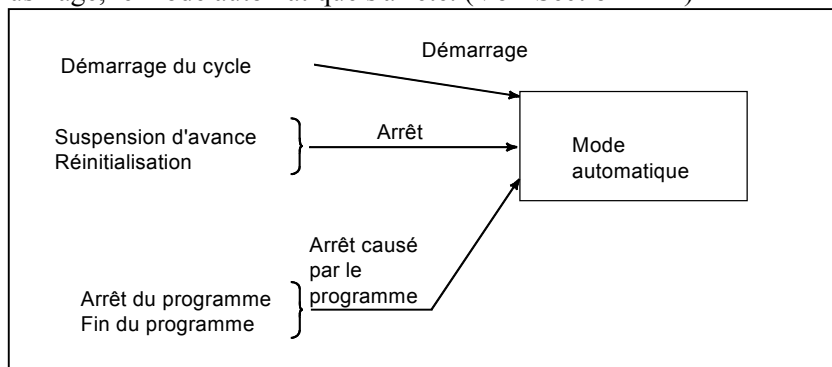 Démarrage
Démarrage du cycle
Suspension d'avance
Réinitialisation
Arrêt
Mode
automatique
Arrêt causé
par le
programme
Arrêt du programme
Fin du programme